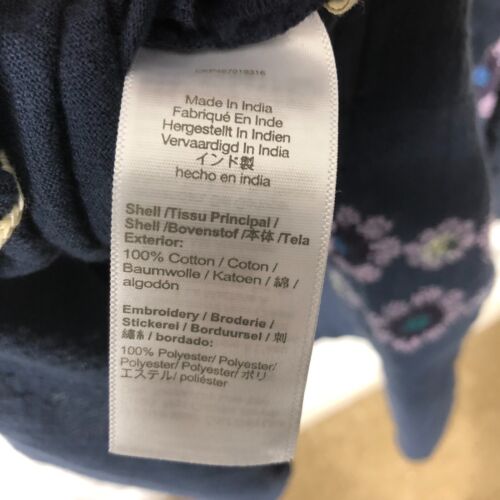 Made In India
Fabriqué En Inde
Hergestellt In Indien
Vervaardigd In India
インド製
hecho en india
Shell /Tissu Principal /
Shell /Bovenstof /本体 /Tela
Exterior:
100% Cotton / Coton /
Baumwolle / Katoen / 綿 /
algodón
Embroidery / Broderie /
Stickerei / Borduursel / 刺
繍糸 / bordado:
100% Polyester/ Polyester/
Polyester/ Polyester/ ポリ
エステル/ poliéster